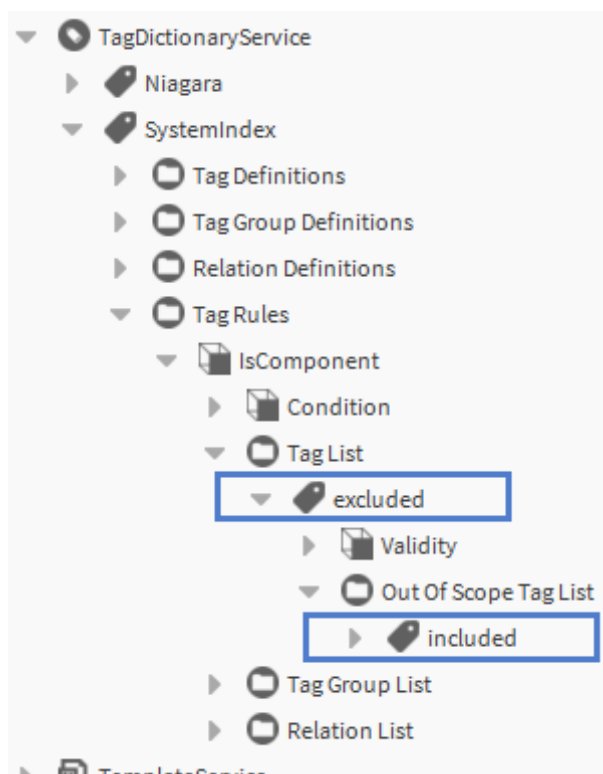 TagDictionaryService
Niagara
SystemIndex
Tag Definitions
Tag Group Definitions
Relation Definitions
Tag Rules
IsComponent
Condition
Tag List
excluded
Validity
Out Of Scope Tag List
included
Tag Group List
Relation List
TemplateService